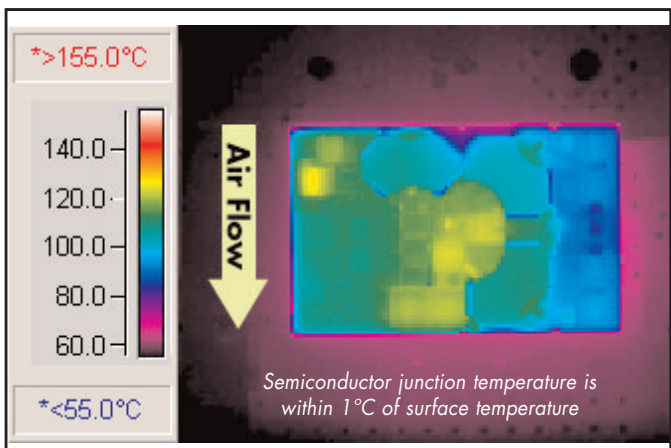 *>155.0°C
140.0
120.0
100.0
80.0
60.0
*<55.0°C
Air Flow
Semiconductor junction temperature is
within 1°C of surface temperature